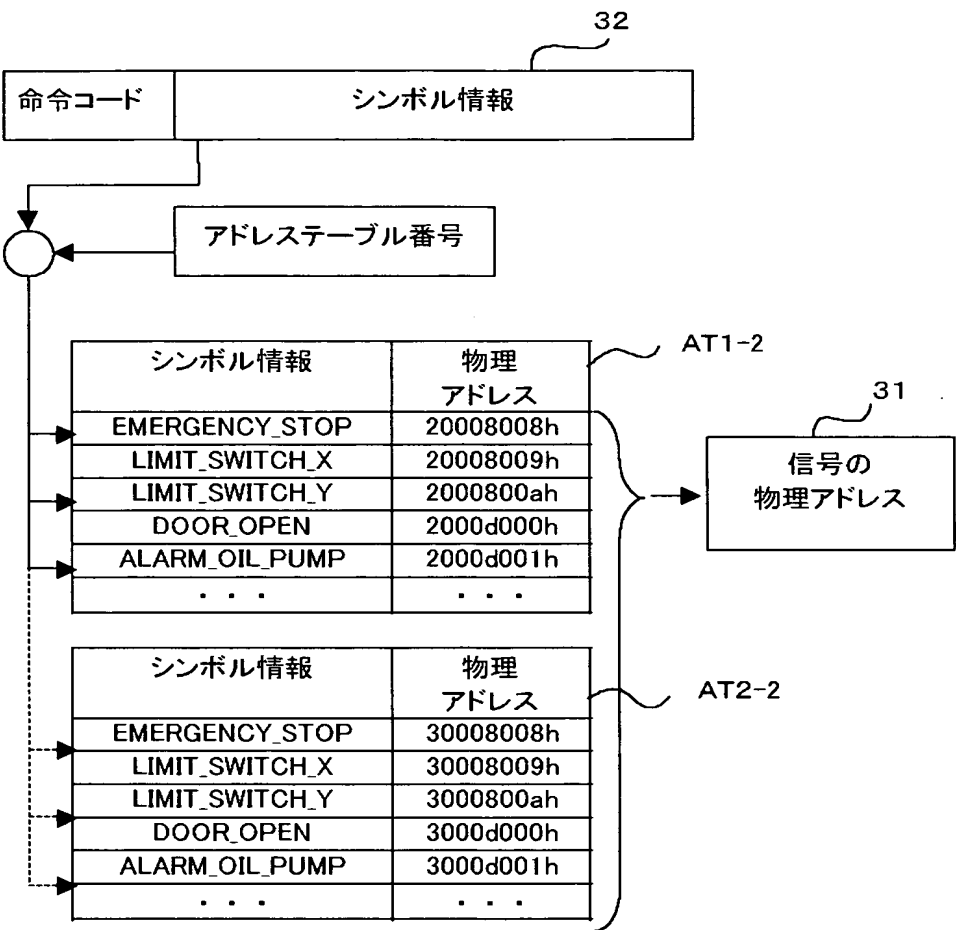 32
命令コード シンボル情報
アドレステーブル番号
シンボル情報 物理
アドレス
AT1-2
EMERGENCY_STOP 20008008h
LIMIT_SWITCH_X 20008009h
LIMIT_SWITCH_Y 2000800ah
DOOR_OPEN 2000d000h
ALARM_OIL_PUMP 2000d001h
・・・ ・・・
31
信号の
物理アドレス
シンボル情報 物理
アドレス
AT2-2
EMERGENCY_STOP 30008008h
LIMIT_SWITCH_X 30008009h
LIMIT_SWITCH_Y 3000800ah
DOOR_OPEN 3000d000h
ALARM_OIL_PUMP 3000d001h
・・・ ・・・